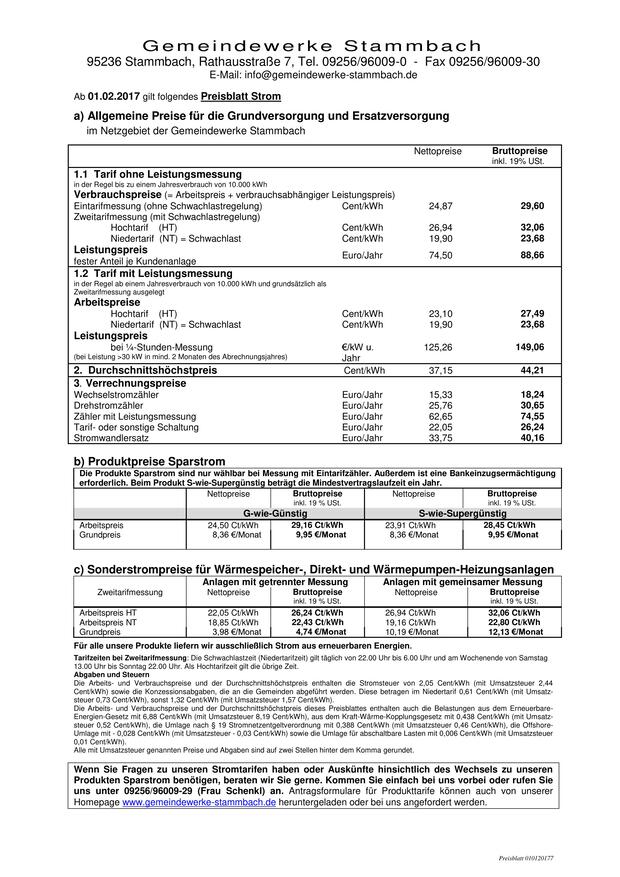 Gemeindewerke Stammbach
95236 Stammbach, Rathausstraße 7, Tel. 09256/96009-0 - Fax 09256/96009-30
E-Mail: info@gemeindewerke-stammbach.de
Ab 01.02.2017 gilt folgendes Preisblatt Strom
a) Allgemeine Preise für die Grundversorgung und Ersatzversorgung
im Netzgebiet der Gemeindewerke Stammbach
Nettopreise Bruttopreise
inkl. 19% USt.
1.1 Tarif ohne Leistungsmessung
in der Regel bis zu einem Jahresverbrauch von 10.000 kWh
Verbrauchspreise (= Arbeitspreis + verbrauchsabhängiger Leistungspreis)
Eintarifmessung (ohne Schwachlastregelung) Cent/kWh 24,87 29,60
Zweitarifmessung (mit Schwachlastregelung)
Hochtarif (HT) Cent/kWh 26,94 32,06
Niedertarif (NT) = Schwachlast Cent/kWh 19,90 23,68
Leistungspreis
fester Anteil je Kundenanlage Euro/Jahr 74,50 88,66
1.2 Tarif mit Leistungsmessung
in der Regel ab einem Jahresverbrauch von 10.000 kWh und grundsätzlich als
Zweitarifmessung ausgelegt
Arbeitspreise
Hochtarif (HT) Cent/kWh 23,10 27,49
Niedertarif (NT) = Schwachlast Cent/kWh 19,90 23,68
Leistungspreis
bei ¼-Stunden-Messung €/kW u. 125,26 149,06
(bei Leistung >30 kW in mind. 2 Monaten des Abrechnungsjahres) Jahr
2. Durchschnittshöchstpreis Cent/kWh 37,15 44,21
3. Verrechnungspreise
Wechselstromzähler Euro/Jahr 15,33 18,24
Drehstromzähler Euro/Jahr 25,76 30,65
Zähler mit Leistungsmessung Euro/Jahr 62,65 74,55
Tarif- oder sonstige Schaltung Euro/Jahr 22,05 26,24
Stromwandlersatz Euro/Jahr 33,75 40,16
b) Produktpreise Sparstrom
Die Produkte Sparstrom sind nur wählbar bei Messung mit Eintarifzähler. Außerdem ist eine Bankeinzugsermächtigung
erforderlich. Beim Produkt S-wie-Supergünstig beträgt die Mindestvertragslaufzeit ein Jahr.
Nettopreise Bruttopreise Nettopreise Bruttopreise
inkl. 19 % USt. inkl. 19 % USt.
G-wie-Günstig S-wie-Supergünstig
Arbeitspreis 24,50 Ct/kWh 29,16 Ct/kWh 23,91 Ct/kWh 28,45 Ct/kWh
Grundpreis 8,36 €/Monat 9,95 €/Monat 8,36 €/Monat 9,95 €/Monat
c) Sonderstrompreise für Wärmespeicher-, Direkt- und Wärmepumpen-Heizungsanlagen
Anlagen mit getrennter Messung Anlagen mit gemeinsamer Messung
Zweitarifmessung Nettopreise Bruttopreise Nettopreise Bruttopreise
inkl. 19 % USt. inkl. 19 % USt.
Arbeitspreis HT 22,05 Ct/kWh 26,24 Ct/kWh 26,94 Ct/kWh 32,06 Ct/kWh
Arbeitspreis NT 18,85 Ct/kWh 22,43 Ct/kWh 19,16 Ct/kWh 22,80 Ct/kWh
Grundpreis 3,98 €/Monat 4,74 €/Monat 10,19 €/Monat 12,13 €/Monat
Für alle unsere Produkte liefern wir ausschließlich Strom aus erneuerbaren Energien.
Tarifzeiten bei Zweitarifmessung: Die Schwachlastzeit (Niedertarifzeit) gilt täglich von 22.00 Uhr bis 6.00 Uhr und am Wochenende von Samstag
13.00 Uhr bis Sonntag 22.00 Uhr. Als Hochtarifzeit gilt die übrige Zeit.
Abgaben und Steuern
Die Arbeits- und Verbrauchspreise und der Durchschnittshöchstpreis enthalten die Stromsteuer von 2,05 Cent/kWh (mit Umsatzsteuer 2,44
Cent/kWh) sowie die Konzessionsabgaben, die an die Gemeinden abgeführt werden. Diese betragen im Niedertarif 0,61 Cent/kWh (mit Umsatz-
steuer 0,73 Cent/kWh), sonst 1,32 Cent/kWh (mit Umsatzsteuer 1,57 Cent/kWh).
Die Arbeits- und Verbrauchspreise und der Durchschnittshöchstpreis dieses Preisblattes enthalten auch die Belastungen aus dem Erneuerbare-
Energien-Gesetz mit 6,88 Cent/kWh (mit Umsatzsteuer 8,19 Cent/kWh), aus dem Kraft-Wärme-Kopplungsgesetz mit 0,438 Cent/kWh (mit Umsatz-
steuer 0,52 Cent/kWh), die Umlage nach § 19 Stromnetzentgeltverordnung mit 0,388 Cent/kWh (mit Umsatzsteuer 0,46 Cent/kWh), die Offshore-
Umlage mit - 0,028 Cent/kWh (mit Umsatzsteuer - 0,03 Cent/kWh) sowie die Umlage für abschaltbare Lasten mit 0,006 Cent/kWh (mit Umsatzsteuer
0,01 Cent/kWh).
Alle mit Umsatzsteuer genannten Preise und Abgaben sind auf zwei Stellen hinter dem Komma gerundet.
Wenn Sie Fragen zu unseren Stromtarifen haben oder Auskünfte hinsichtlich des Wechsels zu unseren
Produkten Sparstrom benötigen, beraten wir Sie gerne. Kommen Sie einfach bei uns vorbei oder rufen Sie
uns unter 09256/96009-29 (Frau Schenkl) an. Antragsformulare für Produkttarife können auch von unserer
Homepage www.gemeindewerke-stammbach.de heruntergeladen oder bei uns angefordert werden.
Preisblatt 010120177